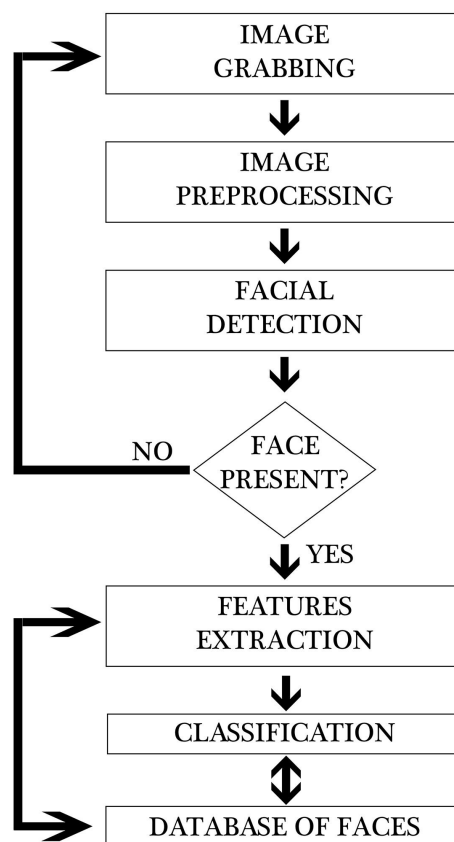 IMAGE
GRABBING
IMAGE
PREPROCESSING
FACIAL
DETECTION
FACE
PRESENT?
NO
YES
FEATURES
EXTRACTION
CLASSIFICATION
DATABASE OF FACES